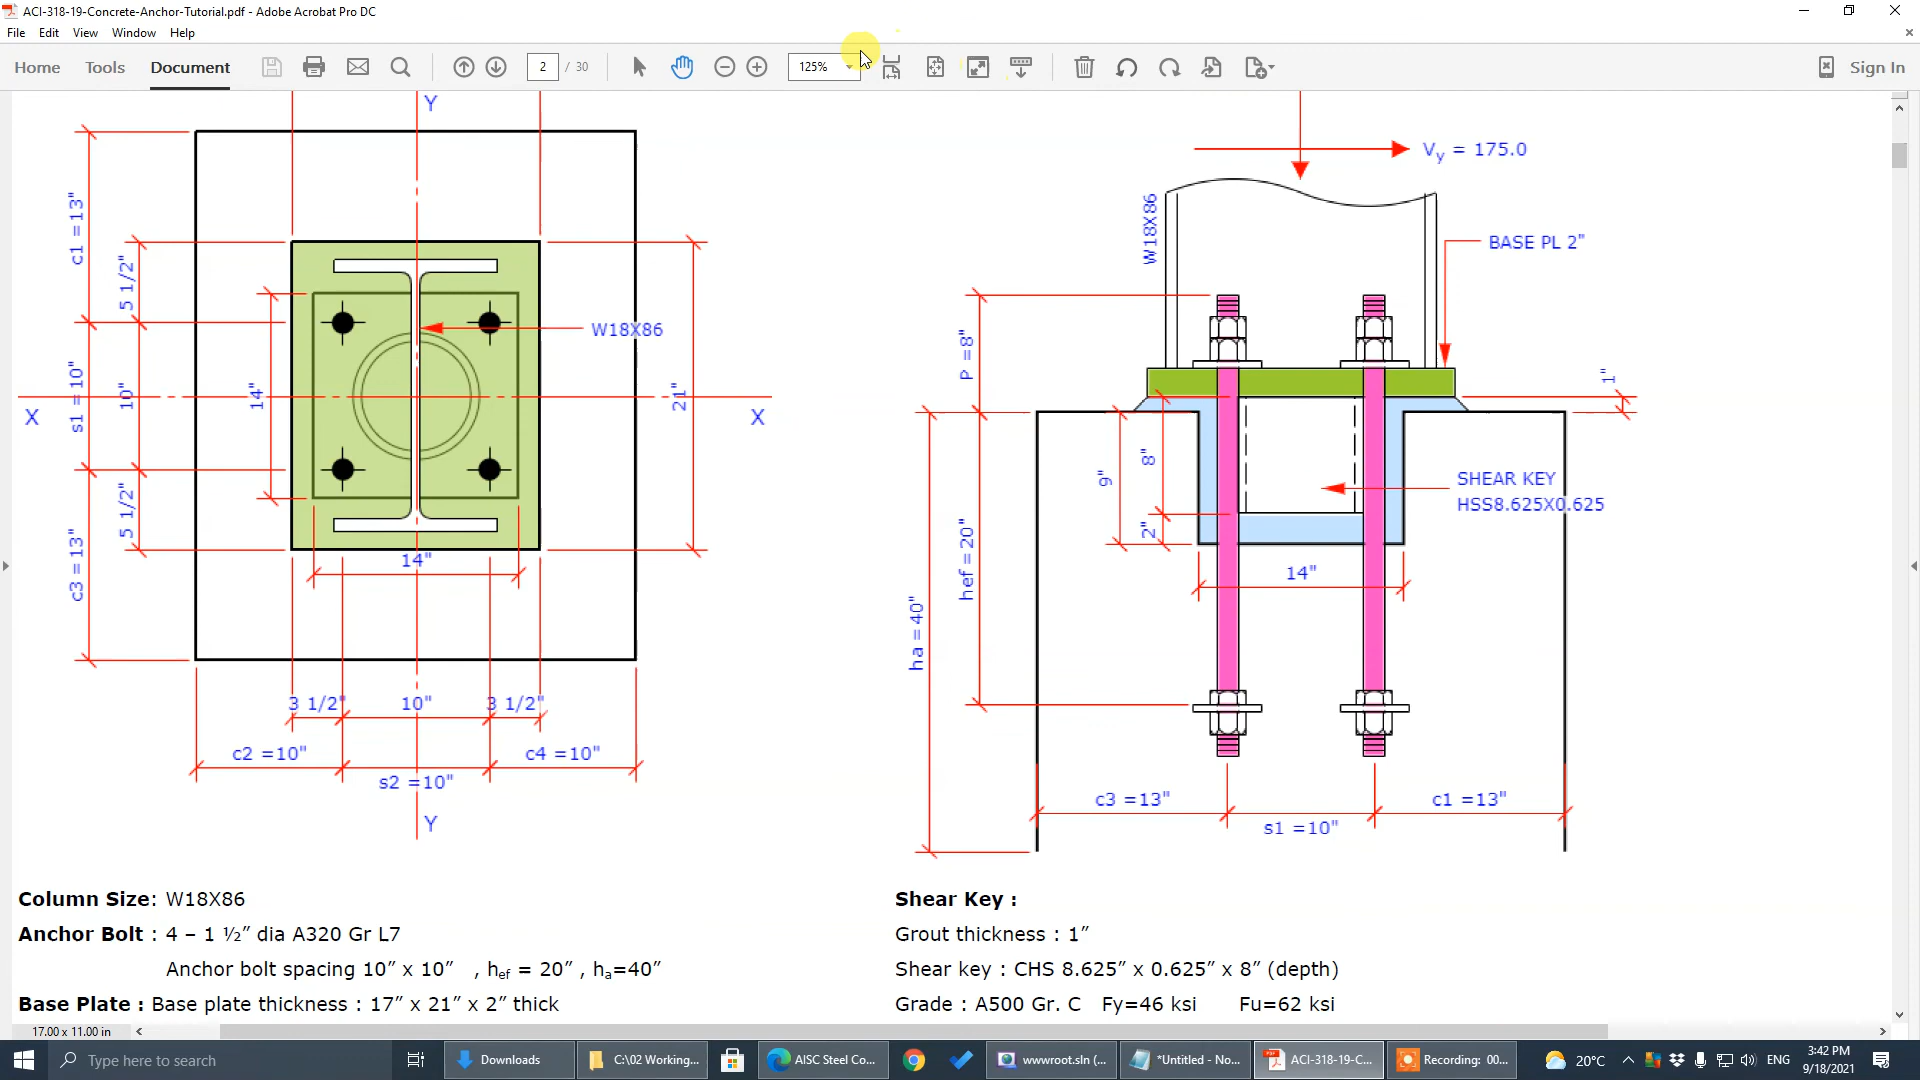 ACI-318-19-Concrete-Anchor-Tutorial.pdf - Adobe Acrobat Pro DC
File Edit View Window Help
Home Tools Document 2 / 30 125% Sign In
Y
c1 =13"
5 1/2"
W18X86
14"
s1 =10"
10"
21"
X
X
5 1/2"
c3 =13"
14"
3 1/2" 10" 3 1/2"
c2 =10" c4 =10"
s2 =10"
Y
Vy = 175.0
W18X86
BASE PL 2"
P =8"
1"
8"
9"
SHEAR KEY
HSS8.625X0.625
2"
hef =20"
14"
ha =40"
c3 =13" c1 =13"
s1 =10"
Column Size: W18X86
Anchor Bolt : 4 – 1 ½” dia A320 Gr L7
Anchor bolt spacing 10” x 10” , hef = 20” , ha=40”
Base Plate : Base plate thickness : 17” x 21” x 2” thick
Shear Key :
Grout thickness : 1”
Shear key : CHS 8.625” x 0.625” x 8” (depth)
Grade : A500 Gr. C Fy=46 ksi Fu=62 ksi
17.00 x 11.00 in
Type here to search
Downloads
C:\02 Working...
AISC Steel Co...
wwwroot.sln (...
*Untitled - No...
ACI-318-19-C...
Recording: 00...
20°C
ENG
3:42 PM
9/18/2021